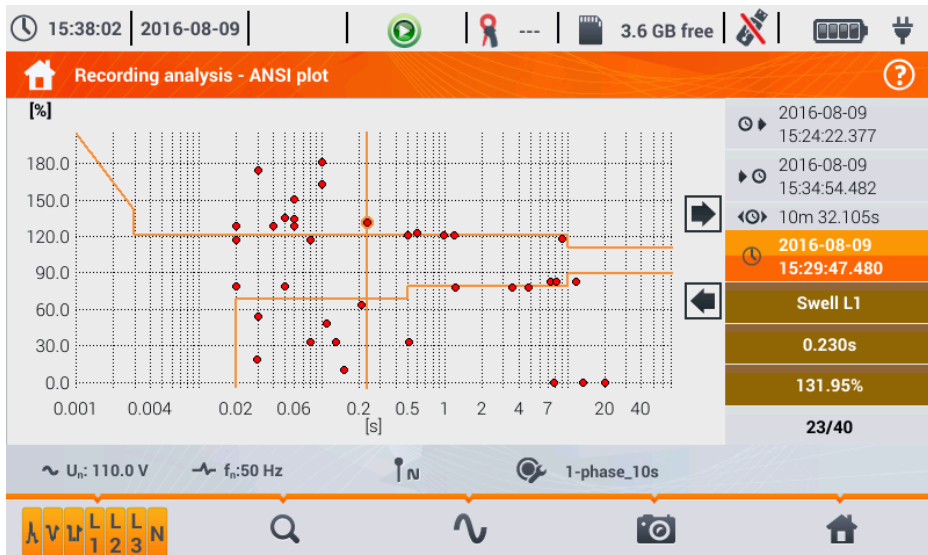 15:38:02 2016-08-09 --- 3.6 GB free
Recording analysis - ANSI plot ?
[%]
180.0
150.0
120.0
90.0
60.0
30.0
0.0
0.001 0.004 0.02 0.06 0.2 0.5 1 2 4 7 20 40
[s]
2016-08-09
15:24:22.377
2016-08-09
15:34:54.482
10m 32.105s
2016-08-09
15:29:47.480
Swell L1
0.230s
131.95%
23/40
Un: 110.0 V fn:50 Hz N 1-phase_10s
L1 L2 L3 N